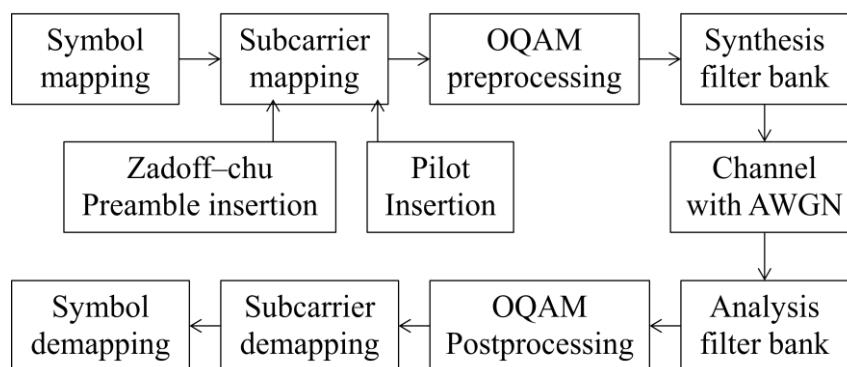 Symbol
mapping
Subcarrier
mapping
OQAM
preprocessing
Synthesis
filter bank
Zadoff–chu
Preamble insertion
Pilot
Insertion
Channel
with AWGN
Symbol
demapping
Subcarrier
demapping
OQAM
Postprocessing
Analysis
filter bank